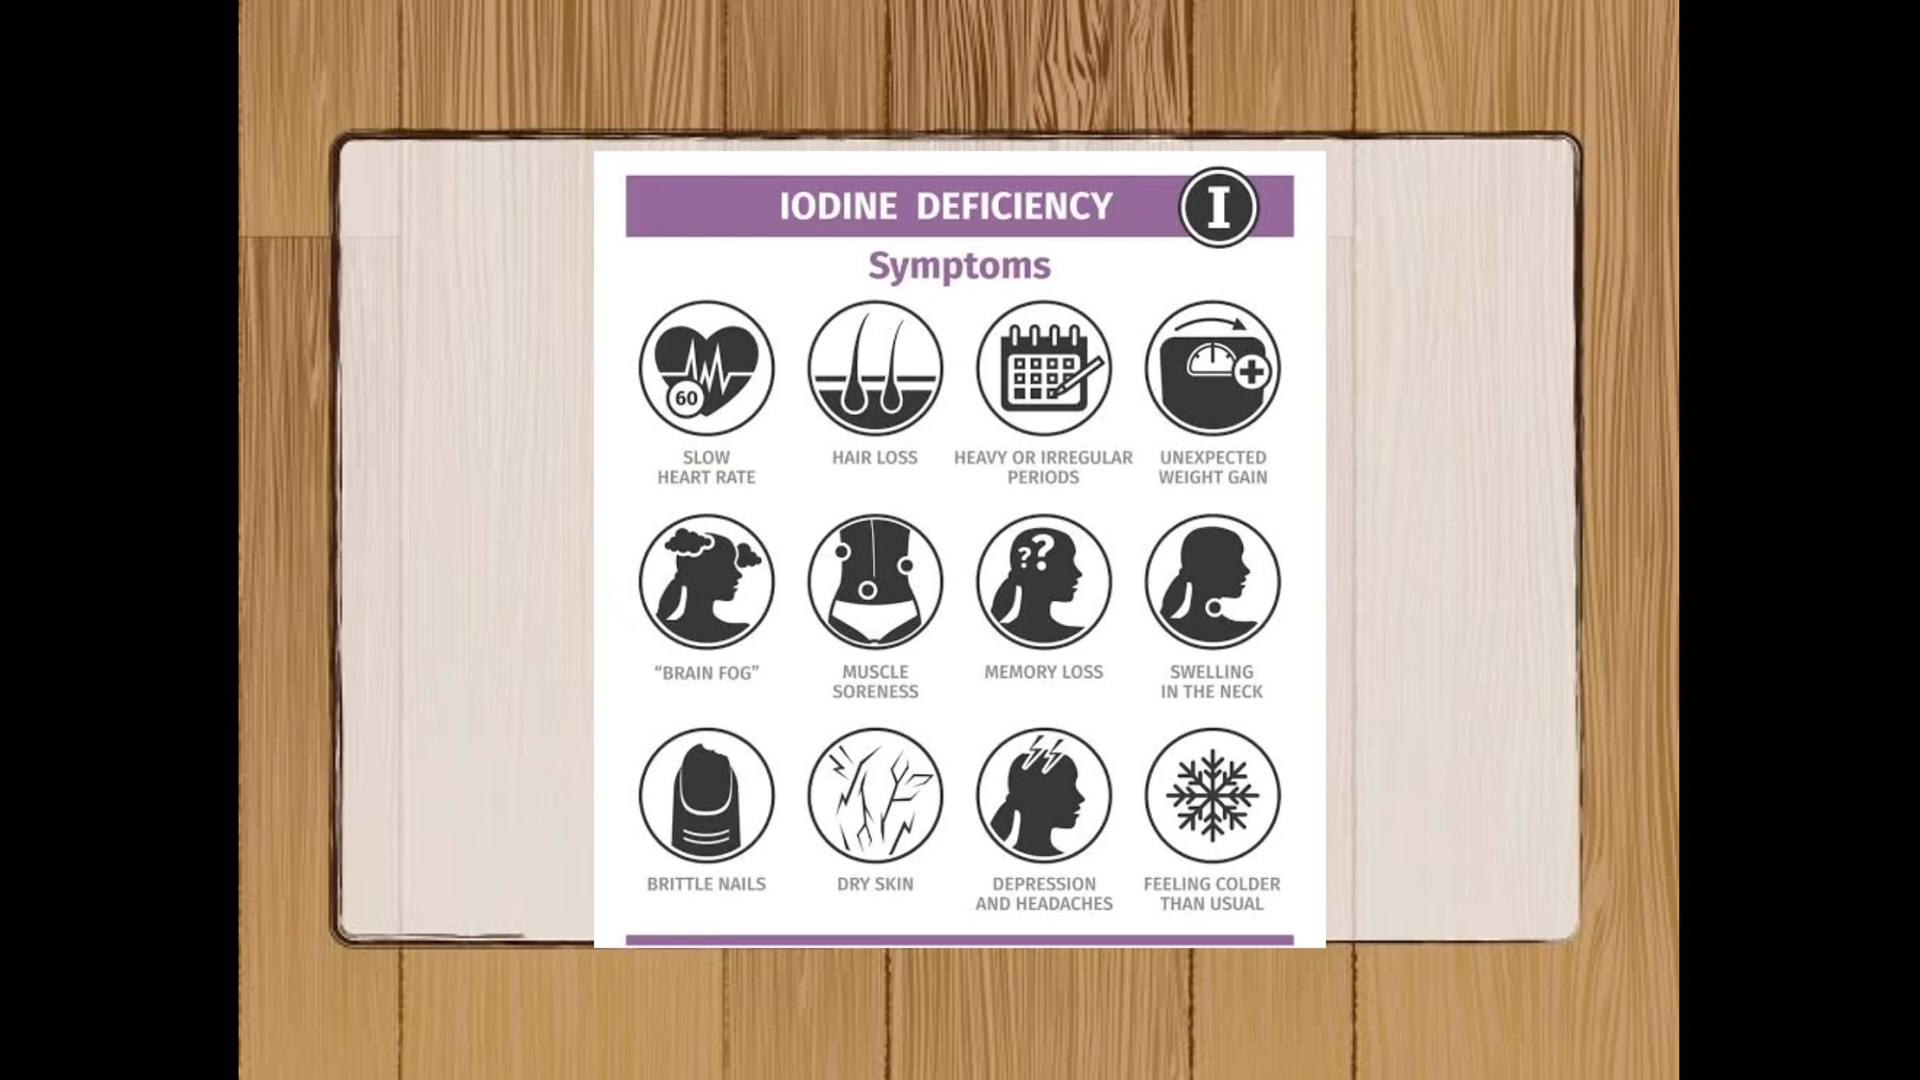 IODINE DEFICIENCY
I
Symptoms
60
SLOW
HEART RATE
HAIR LOSS
HEAVY OR IRREGULAR
PERIODS
UNEXPECTED
WEIGHT GAIN
??
“BRAIN FOG”
MUSCLE
SORENESS
MEMORY LOSS
SWELLING
IN THE NECK
BRITTLE NAILS
DRY SKIN
DEPRESSION
AND HEADACHES
FEELING COLDER
THAN USUAL